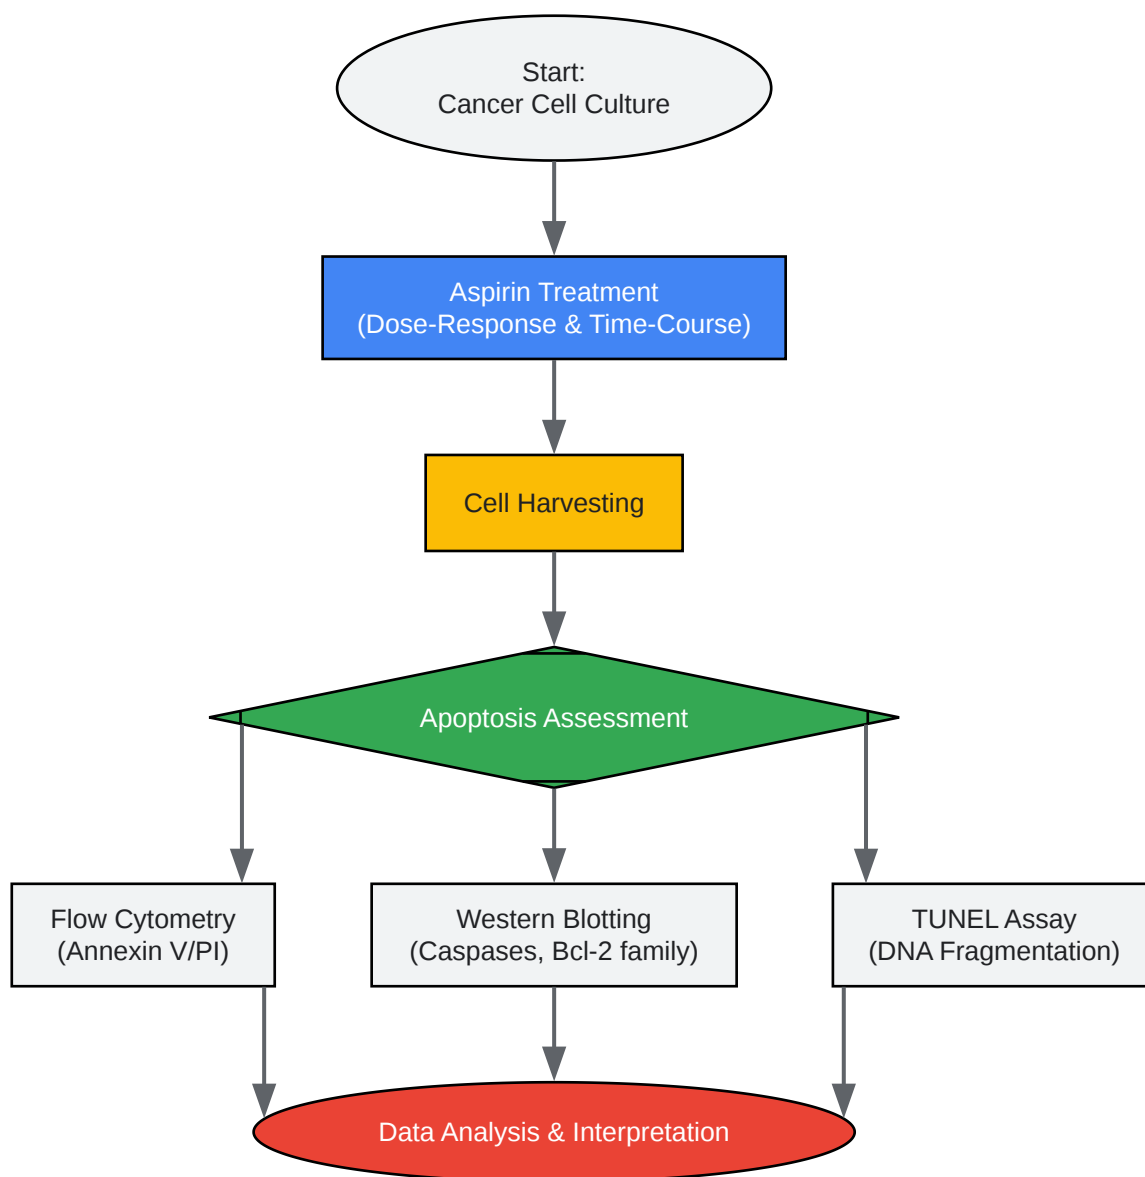 Start:
Cancer Cell Culture
Aspirin Treatment
(Dose-Response & Time-Course)
Cell Harvesting
Apoptosis Assessment
Flow Cytometry
(Annexin V/PI)
Western Blotting
(Caspases, Bcl-2 family)
TUNEL Assay
(DNA Fragmentation)
Data Analysis & Interpretation